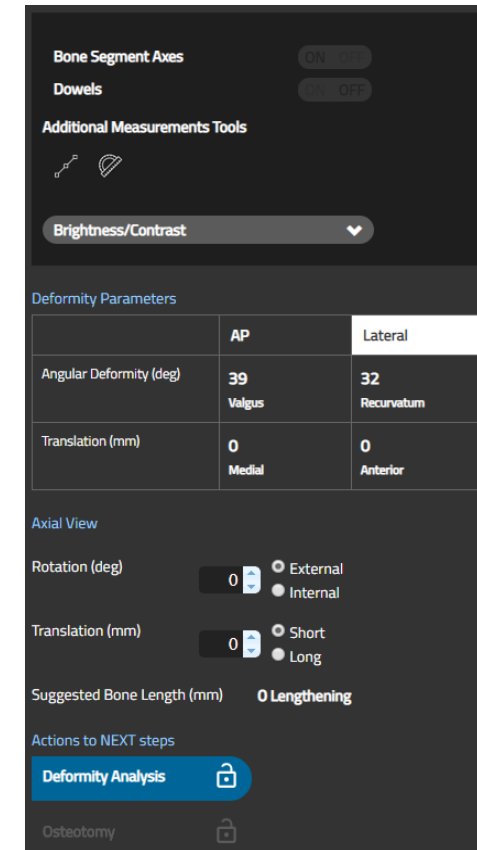 Bone Segment Axes ON OFF
Dowels ON OFF
Additional Measurements Tools
Brightness/Contrast
Deformity Parameters
AP Lateral
Angular Deformity (deg) 39 32
Valgus Recurvatum
Translation (mm) 0 0
Medial Anterior
Axial View
Rotation (deg) 0 External
Internal
Translation (mm) 0 Short
Long
Suggested Bone Length (mm) 0 Lengthening
Actions to NEXT steps
Deformity Analysis
Osteotomy